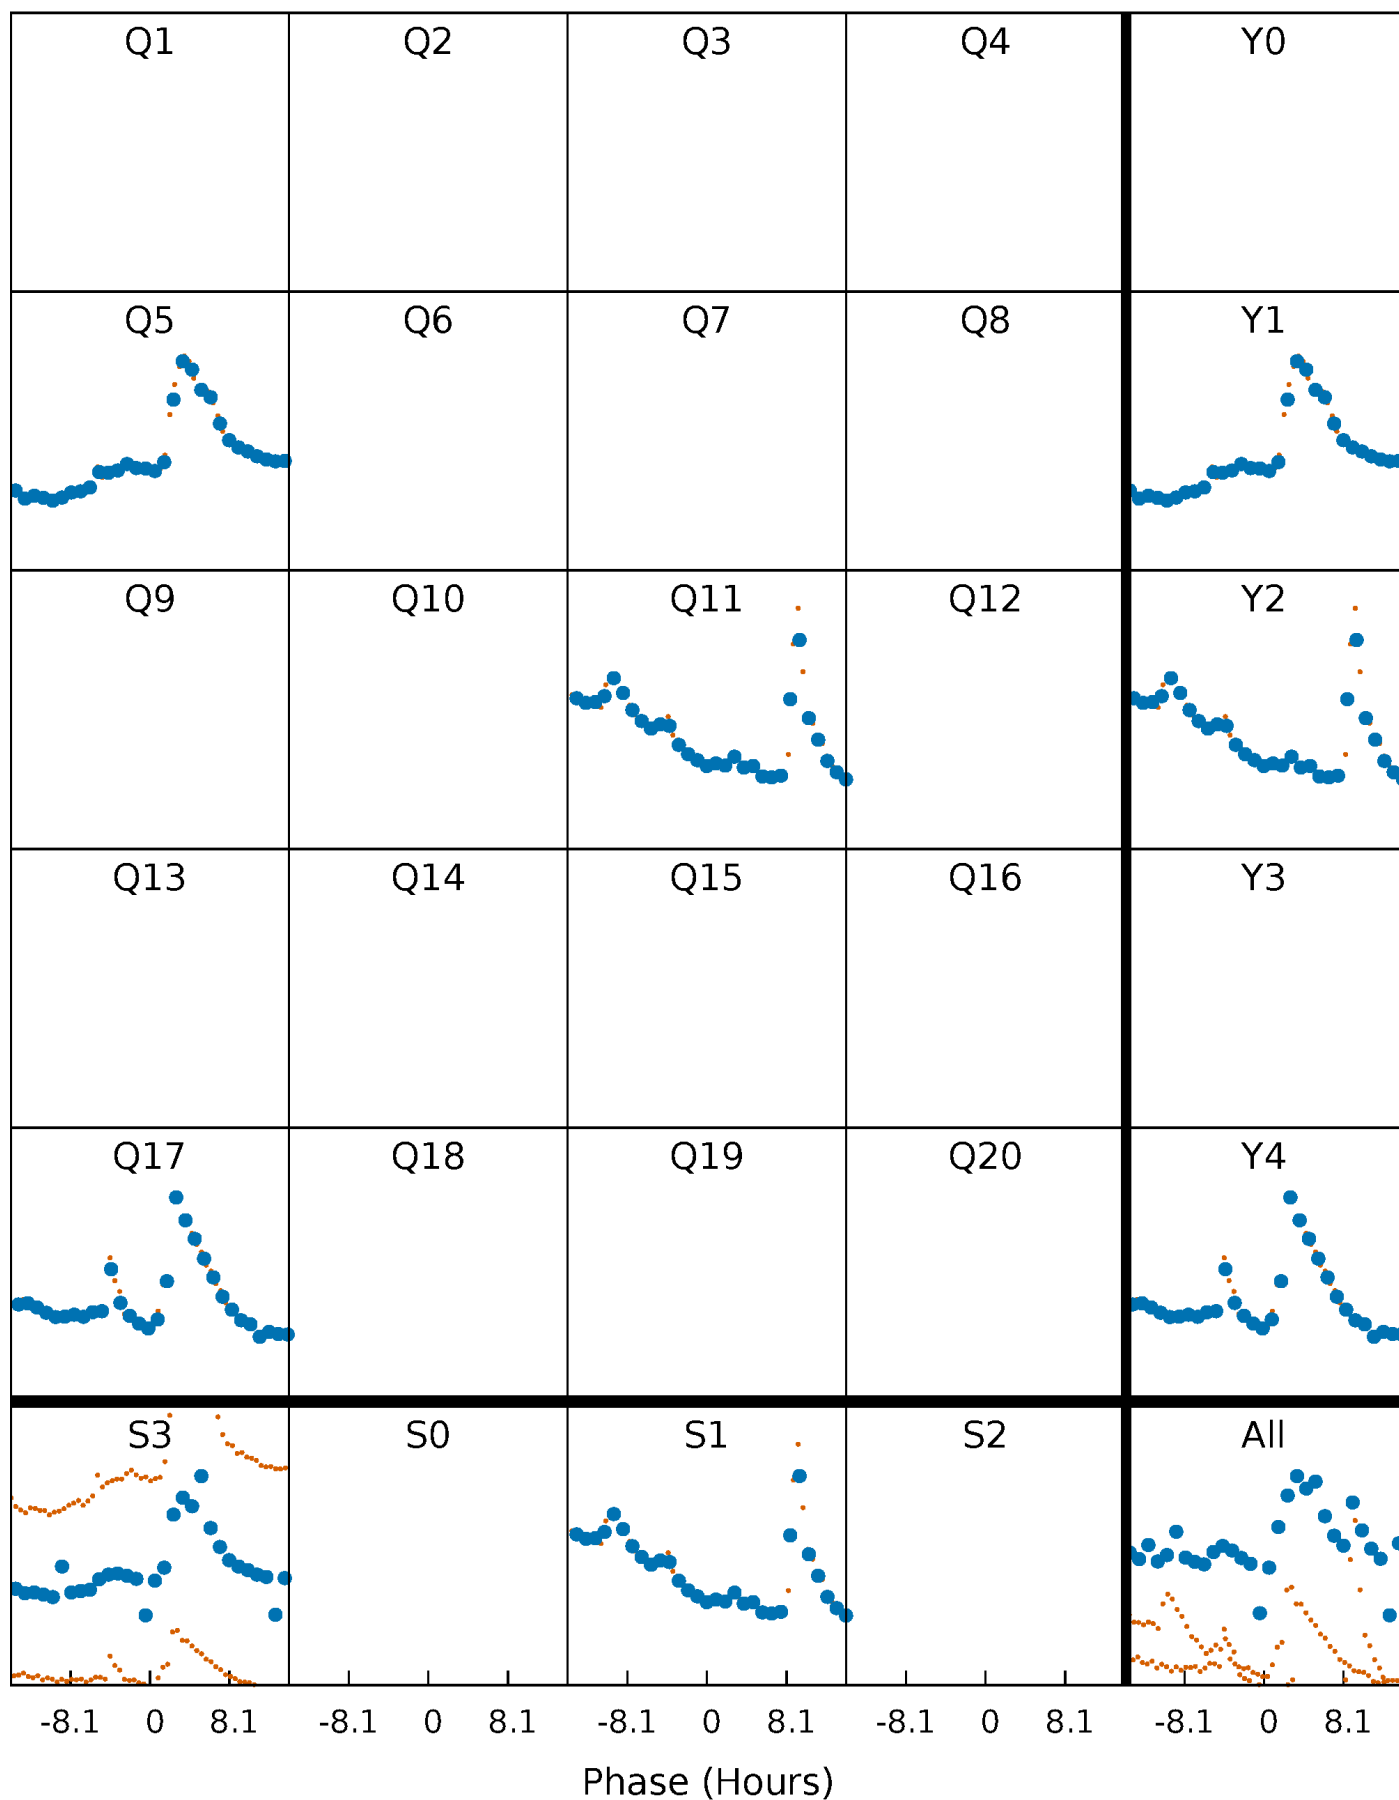 Q1 Q2 Q3 Q4 Y0
Q5 Q6 Q7 Q8 Y1
Q9 Q10 Q11 Q12 Y2
Q13 Q14 Q15 Q16 Y3
Q17 Q18 Q19 Q20 Y4
S3 S0 S1 S2 All
-8.1 0 8.1 -8.1 0 8.1 -8.1 0 8.1 -8.1 0 8.1 -8.1 0 8.1
Phase (Hours)